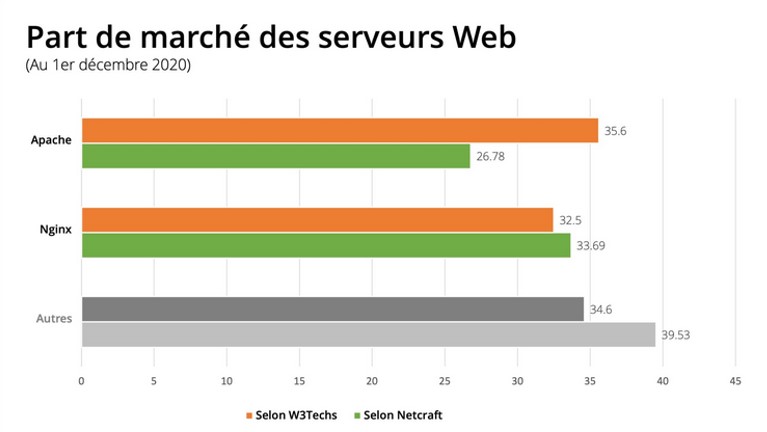 Part de marché des serveurs Web
(Au 1er décembre 2020)
Apache
35.6
26.78
Nginx
32.5
33.69
Autres
34.6
39.53
0 5 10 15 20 25 30 35 40 45
Selon W3Techs Selon Netcraft